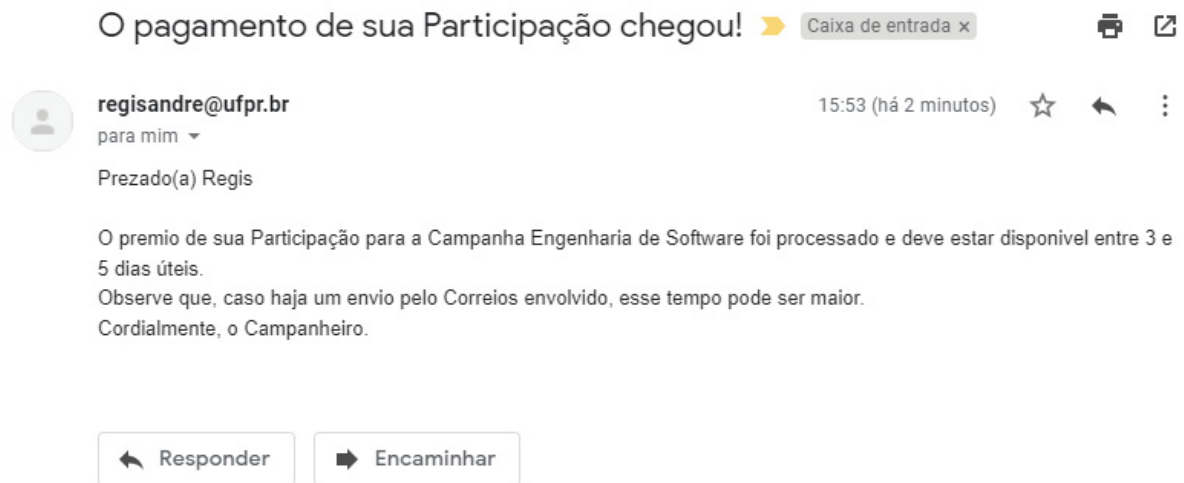 O pagamento de sua Participação chegou!
Caixa de entrada x
regisandre@ufpr.br
15:53 (há 2 minutos)
para mim
Prezado(a) Regis
O premio de sua Participação para a Campanha Engenharia de Software foi processado e deve estar disponivel entre 3 e
5 dias úteis.
Observe que, caso haja um envio pelo Correios envolvido, esse tempo pode ser maior.
Cordialmente, o Campanheiro.
Responder
Encaminhar